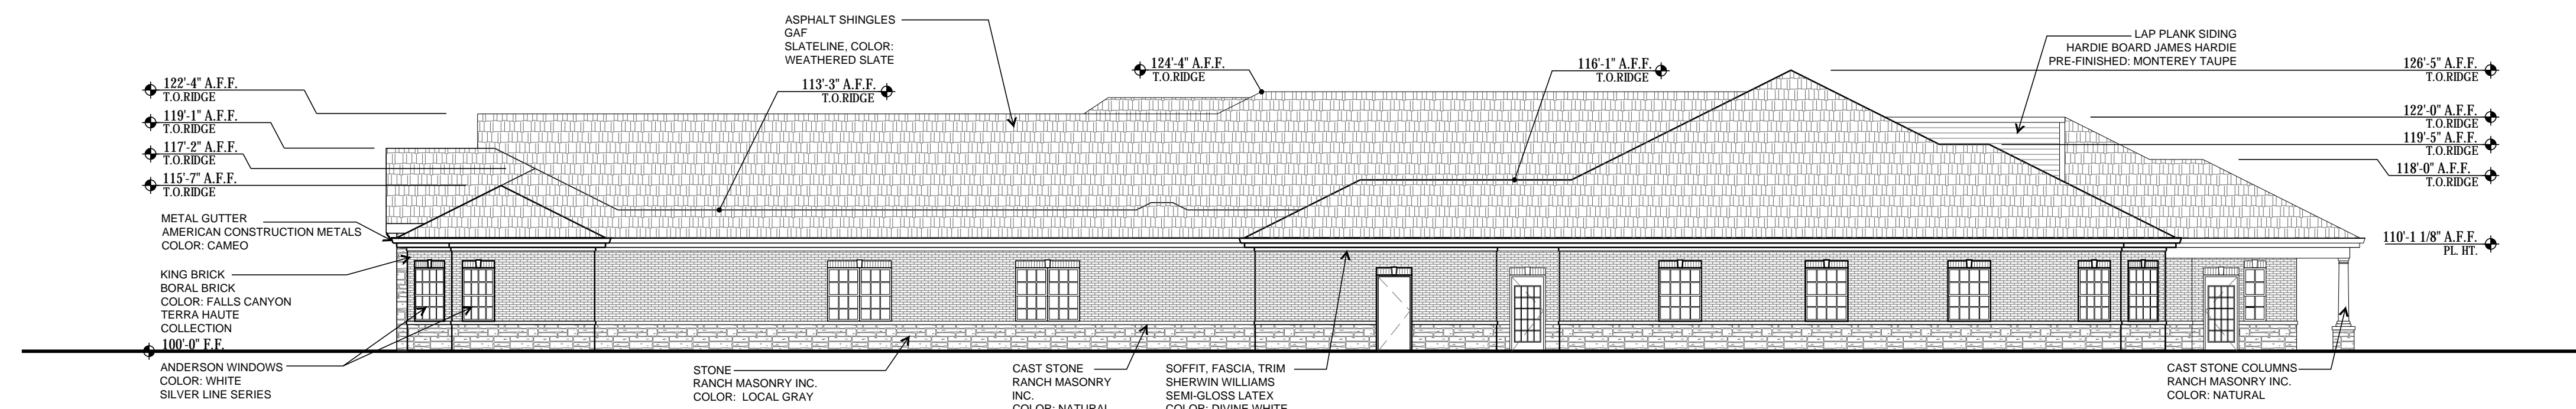 ASPHALT SHINGLES
GAF
SLATELINE, COLOR:
WEATHERED SLATE
LAP PLANK SIDING
HARDIE BOARD JAMES HARDIE
PRE-FINISHED: MONTEREY TAUPE
122'-4" A.F.F.
T.O.RIDGE
119'-1" A.F.F.
T.O.RIDGE
117'-2" A.F.F.
T.O.RIDGE
115'-7" A.F.F.
T.O.RIDGE
113'-3" A.F.F.
T.O.RIDGE
124'-4" A.F.F.
T.O.RIDGE
116'-1" A.F.F.
T.O.RIDGE
126'-5" A.F.F.
T.O.RIDGE
122'-0" A.F.F.
T.O.RIDGE
119'-5" A.F.F.
T.O.RIDGE
118'-0" A.F.F.
T.O.RIDGE
110'-1 1/8" A.F.F.
PL. HT.
METAL GUTTER
AMERICAN CONSTRUCTION METALS
COLOR: CAMEO
KING BRICK
BORAL BRICK
COLOR: FALLS CANYON
TERRA HAUTE
COLLECTION
100'-0" F.F.
ANDERSON WINDOWS
COLOR: WHITE
SILVER LINE SERIES
STONE
RANCH MASONRY INC.
COLOR: LOCAL GRAY
CAST STONE
RANCH MASONRY
INC.
COLOR: NATURAL
SOFFIT, FASCIA, TRIM
SHERWIN WILLIAMS
SEMI-GLOSS LATEX
COLOR: DIVINE WHITE
CAST STONE COLUMNS
RANCH MASONRY INC.
COLOR: NATURAL